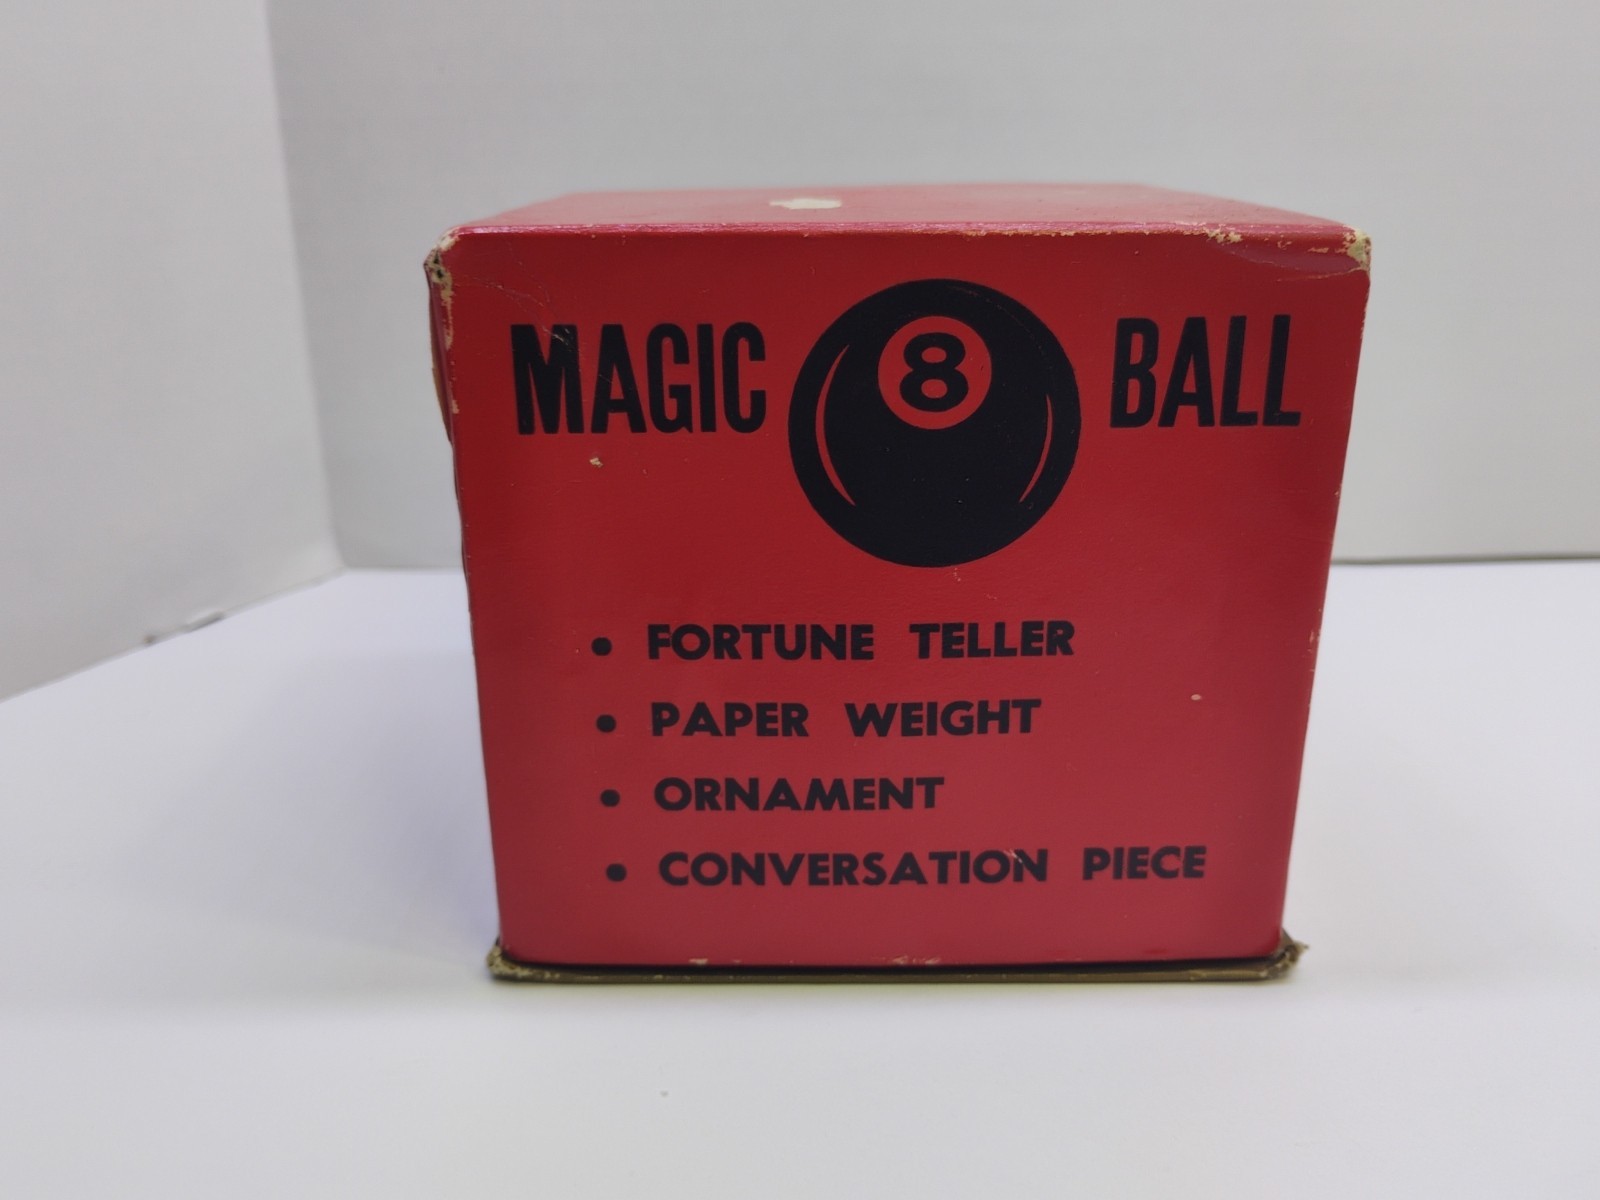 MAGIC 8 BALL
• FORTUNE TELLER
• PAPER WEIGHT
• ORNAMENT
• CONVERSATION PIECE